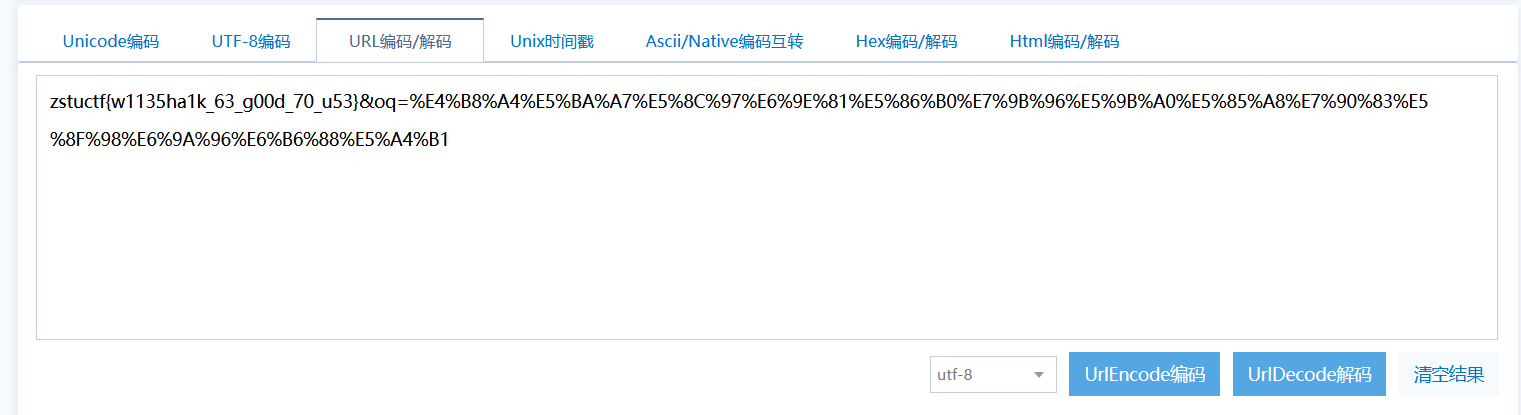 Unicode编码 UTF-8编码 URL编码/解码 Unix时间戳 Ascii/Native编码互转 Hex编码/解码 Html编码/解码
zstuctf{w1135ha1k_63_g00d_70_u53}&oq=%E4%B8%A4%E5%BA%A7%E5%8C%97%E6%9E%81%E5%86%B0%E7%9B%96%E5%9B%A0%E5%85%A8%E7%90%83%E5
%8F%98%E6%9A%96%E6%B6%88%E5%A4%B1
utf-8 UrlEncode编码 UrlDecode解码 清空结果